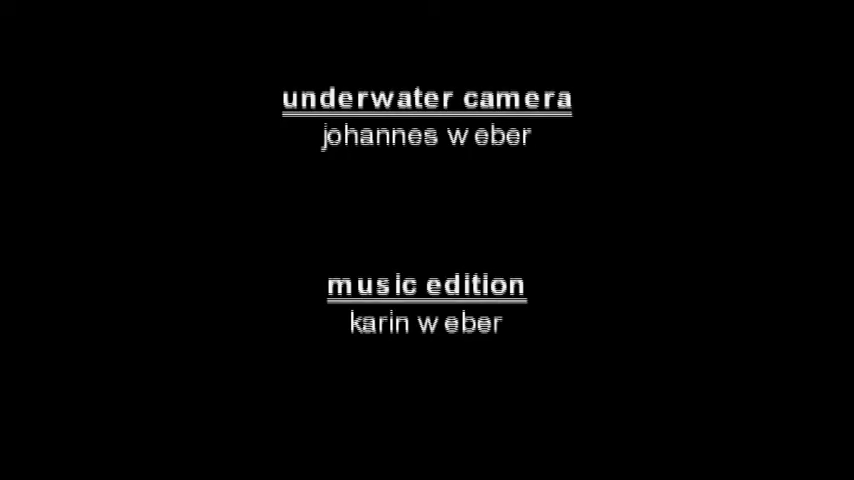 underwater camera
johannes weber
music edition
karin weber